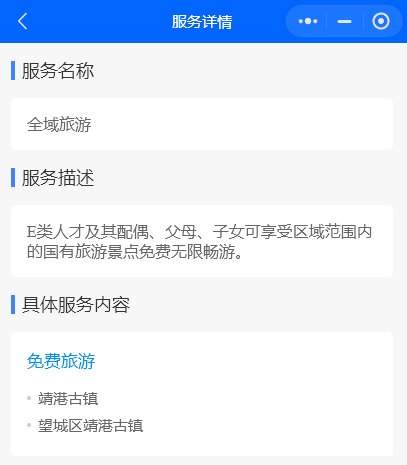 服务详情
服务名称
全域旅游
服务描述
E类人才及其配偶、父母、子女可享受区域范围内
的国有旅游景点免费无限畅游。
具体服务内容
免费旅游
靖港古镇
望城区靖港古镇